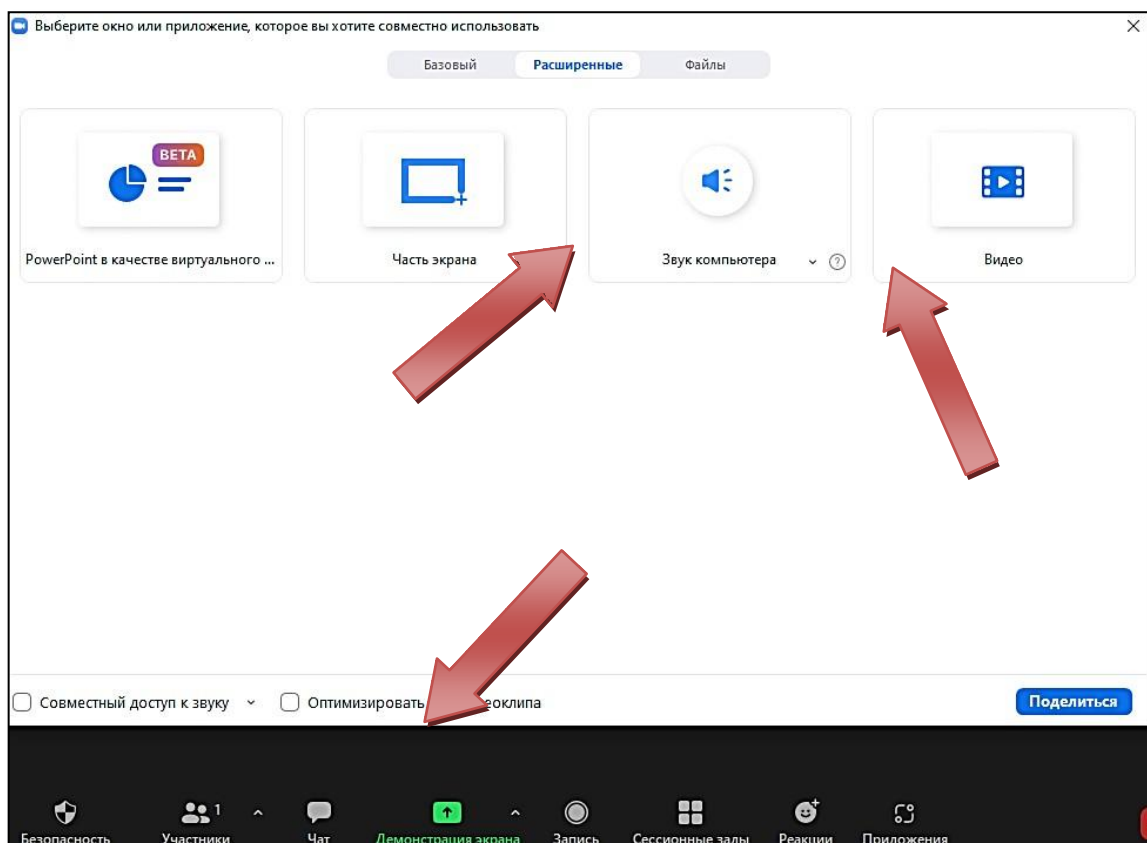 Выберите окно или приложение, которое вы хотите совместно использовать
Базовый Расширенные Файлы
BETA
PowerPoint в качестве виртуального ...
Часть экрана
Звук компьютера
Видео
Совместный доступ к звуку
Оптимизировать еоклипа
Поделиться
1
Безопасность Участники Чат Демонстрация экрана Запись Сессионные залы Реакции Приложения